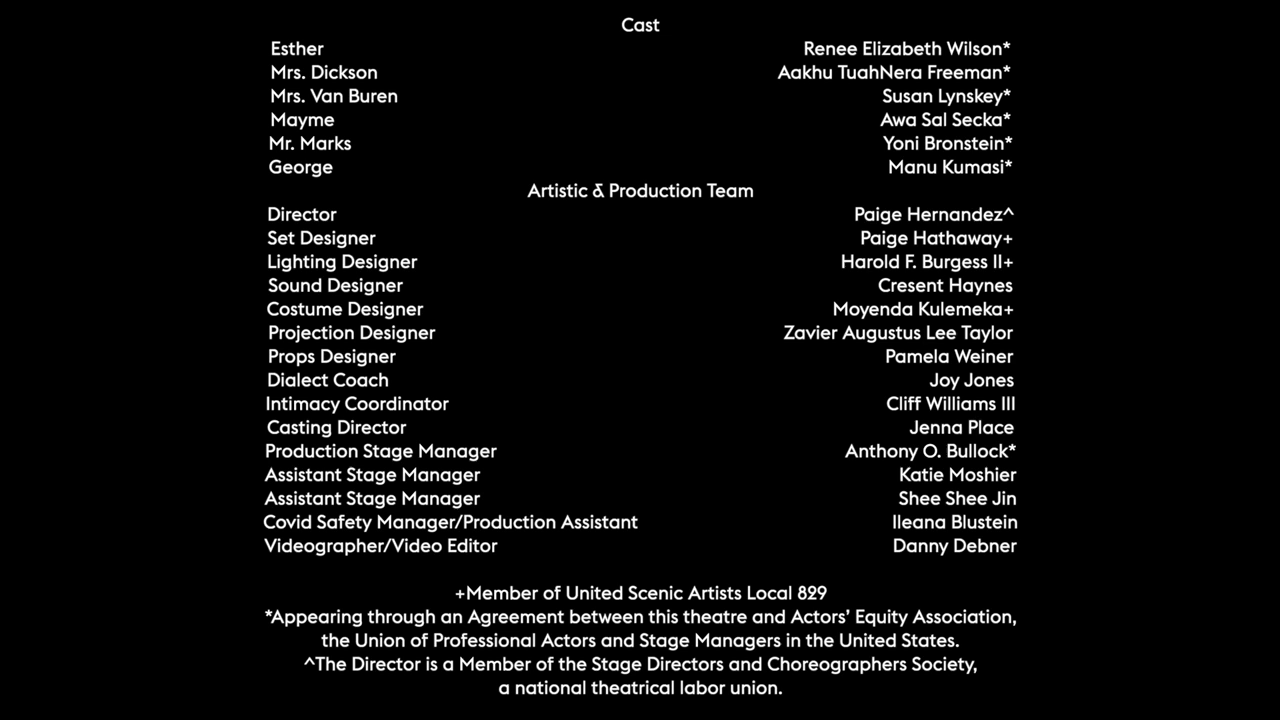 Cast
Esther Renee Elizabeth Wilson*
Mrs. Dickson Aakhu TuahNera Freeman*
Mrs. Van Buren Susan Lynskey*
Mayme Awa Sal Secka*
Mr. Marks Yoni Bronstein*
George Manu Kumasi*
Artistic & Production Team
Director Paige Hernandez^
Set Designer Paige Hathaway+
Lighting Designer Harold F. Burgess II+
Sound Designer Cresent Haynes
Costume Designer Moyenda Kulemeka+
Projection Designer Zavier Augustus Lee Taylor
Props Designer Pamela Weiner
Dialect Coach Joy Jones
Intimacy Coordinator Cliff Williams III
Casting Director Jenna Place
Production Stage Manager Anthony O. Bullock*
Assistant Stage Manager Katie Moshier
Assistant Stage Manager Shee Shee Jin
Covid Safety Manager/Production Assistant Ileana Blustein
Videographer/Video Editor Danny Debner
+Member of United Scenic Artists Local 829
*Appearing through an Agreement between this theatre and Actors’ Equity Association,
the Union of Professional Actors and Stage Managers in the United States.
^The Director is a Member of the Stage Directors and Choreographers Society,
a national theatrical labor union.